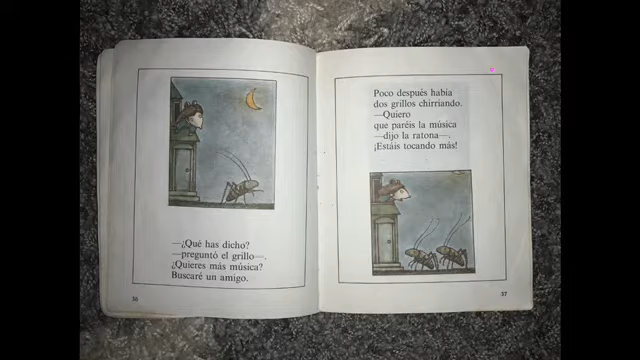 —¿Qué has dicho?
—preguntó el grillo—.
¿Quieres más música?
Buscaré un amigo.
36
Poco después había
dos grillos chirriando.
—Quiero
que paréis la música
—dijo la ratona—.
¡Estáis tocando más!
37